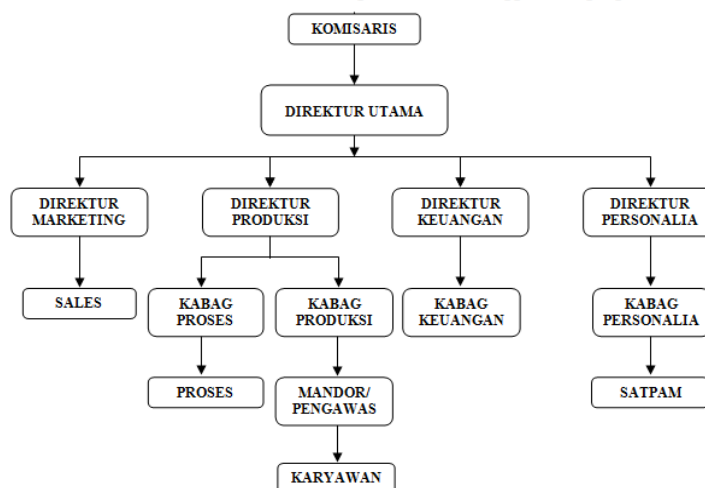 KOMISARIS
DIREKTUR UTAMA
DIREKTUR
MARKETING
DIREKTUR
PRODUKSI
DIREKTUR
KEUANGAN
DIREKTUR
PERSONALIA
SALES
KABAG
PROSES
KABAG
PRODUKSI
KABAG
KEUANGAN
KABAG
PERSONALIA
PROSES
MANDOR/
PENGAWAS
SATPAM
KARYAWAN